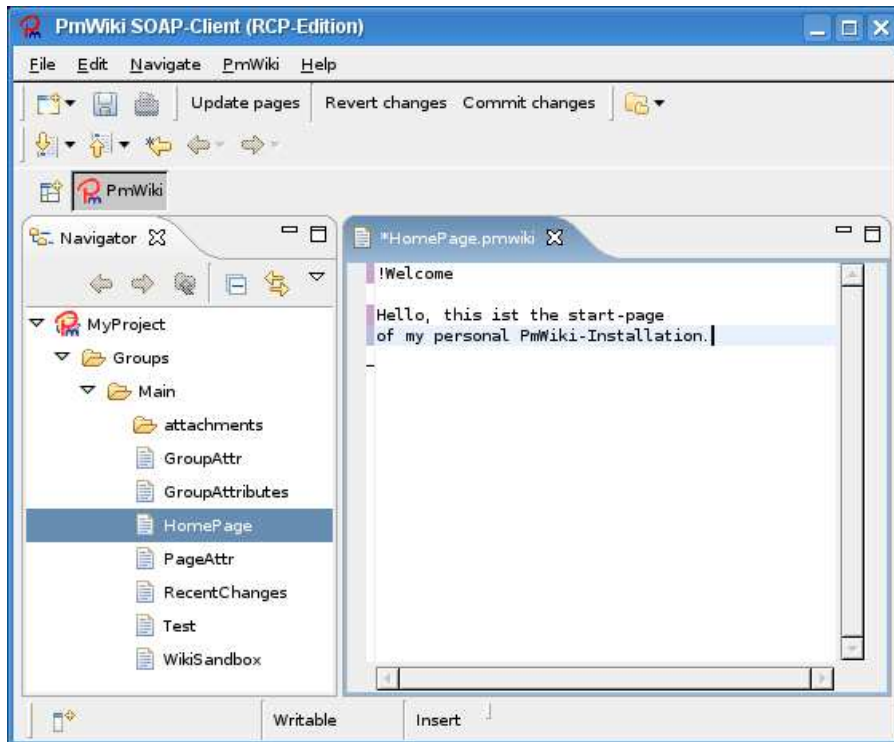 PmWiki SOAP-Client (RCP-Edition)
File Edit Navigate PmWiki Help
Update pages Revert changes Commit changes
PmWiki
Navigator
MyProject
Groups
Main
attachments
GroupAttr
GroupAttributes
HomePage
PageAttr
RecentChanges
Test
WikiSandbox
*HomePage.pmwiki
!Welcome
Hello, this ist the start-page
of my personal PmWiki-Installation.
Writable Insert